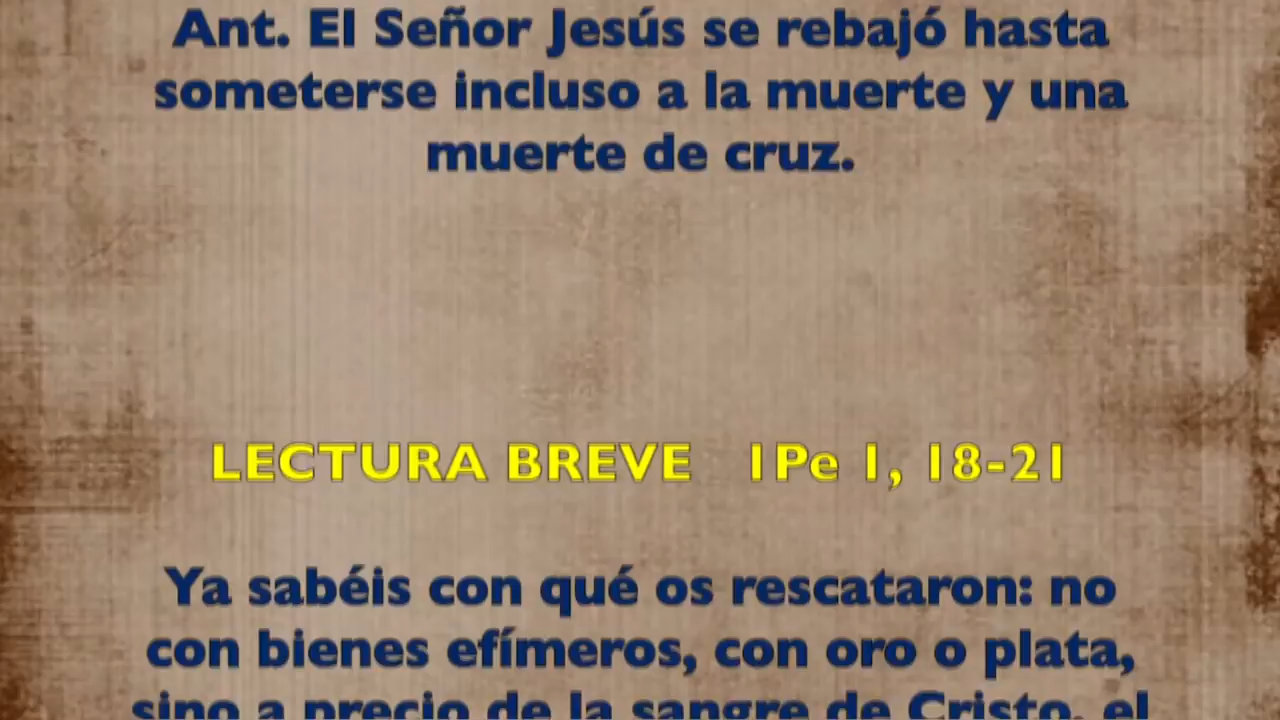 Ant. El Señor Jesús se rebajó hasta
someterse incluso a la muerte y una
muerte de cruz.
LECTURA BREVE 1Pe 1, 18-21
Ya sabéis con qué os rescataron: no
con bienes efímeros, con oro o plata,
sino a precio de la sangre de Cristo, el